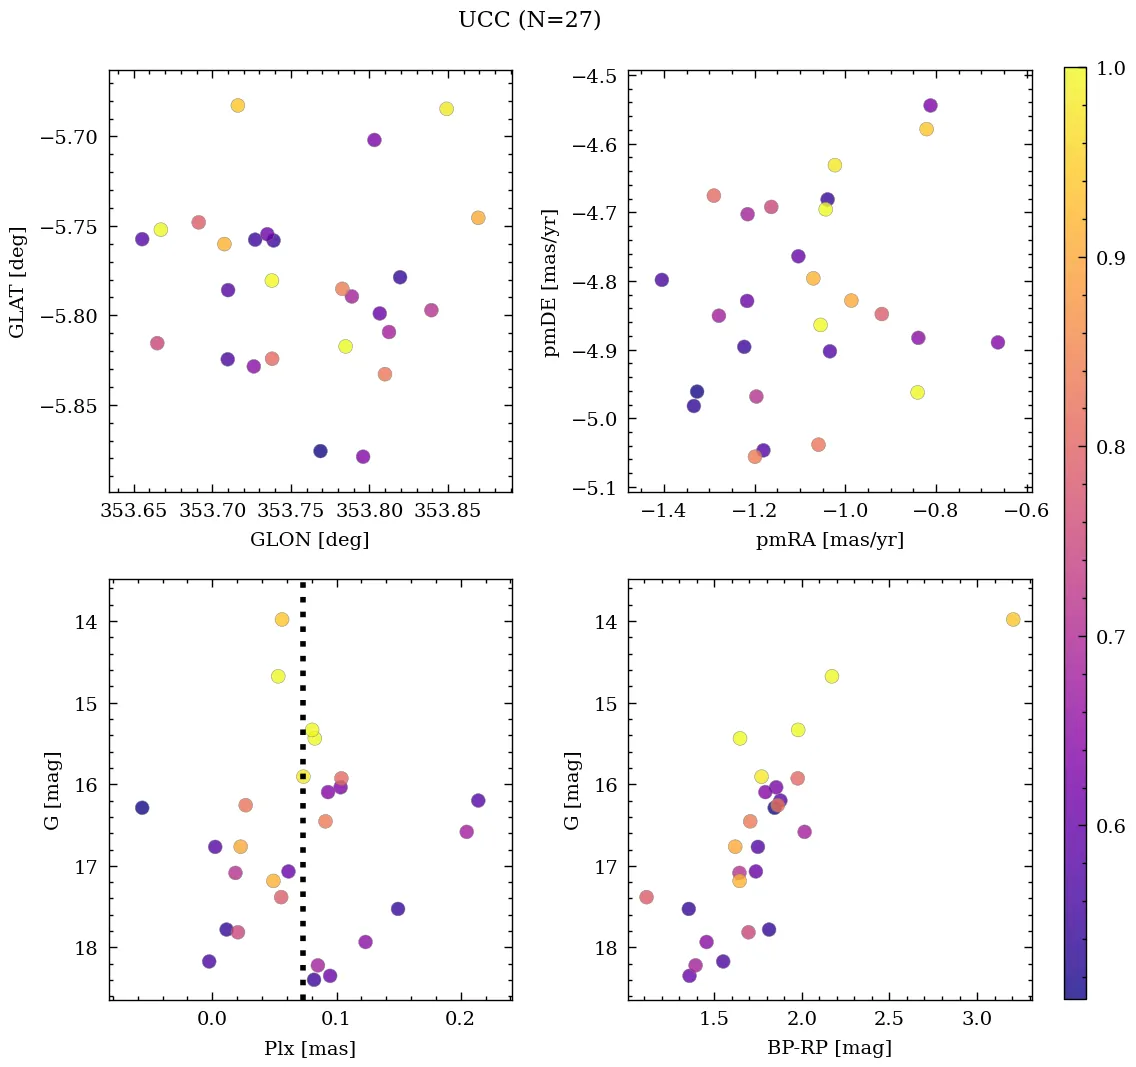 UCC (N=27)
−5.70
−5.75
−5.80
−5.85
GLAT [deg]
353.65 353.70 353.75 353.80 353.85
GLON [deg]
−4.5
−4.6
−4.7
−4.8
−4.9
−5.0
−5.1
pmDE [mas/yr]
−1.4 −1.2 −1.0 −0.8 −0.6
pmRA [mas/yr]
14
15
16
17
18
G [mag]
0.0 0.1 0.2
Plx [mas]
14
15
16
17
18
G [mag]
1.5 2.0 2.5 3.0
BP-RP [mag]
1.0
0.9
0.8
0.7
0.6